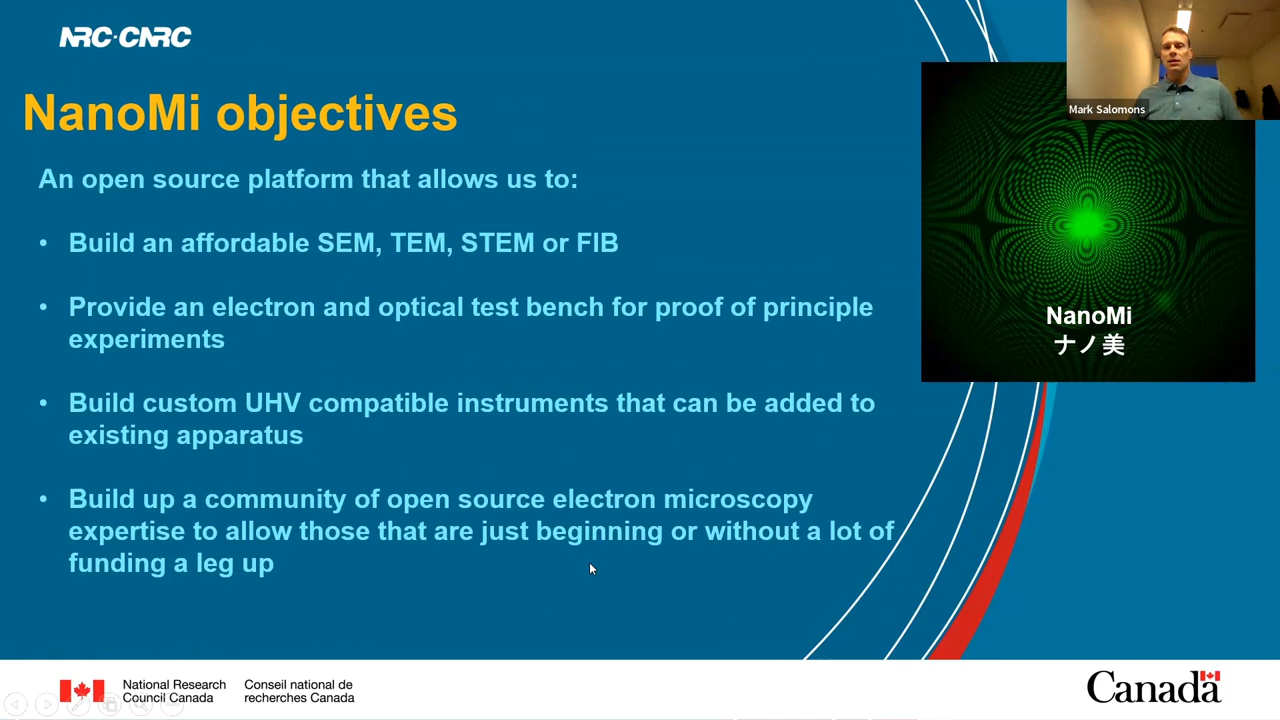 NRC·CNRC
NanoMi objectives
An open source platform that allows us to:
• Build an affordable SEM, TEM, STEM or FIB
• Provide an electron and optical test bench for proof of principle
experiments
• Build custom UHV compatible instruments that can be added to
existing apparatus
• Build up a community of open source electron microscopy
expertise to allow those that are just beginning or without a lot of
funding a leg up
Mark Salomons
NanoMi
ナノ美
National Research
Council Canada
Conseil national de
recherches Canada
Canada